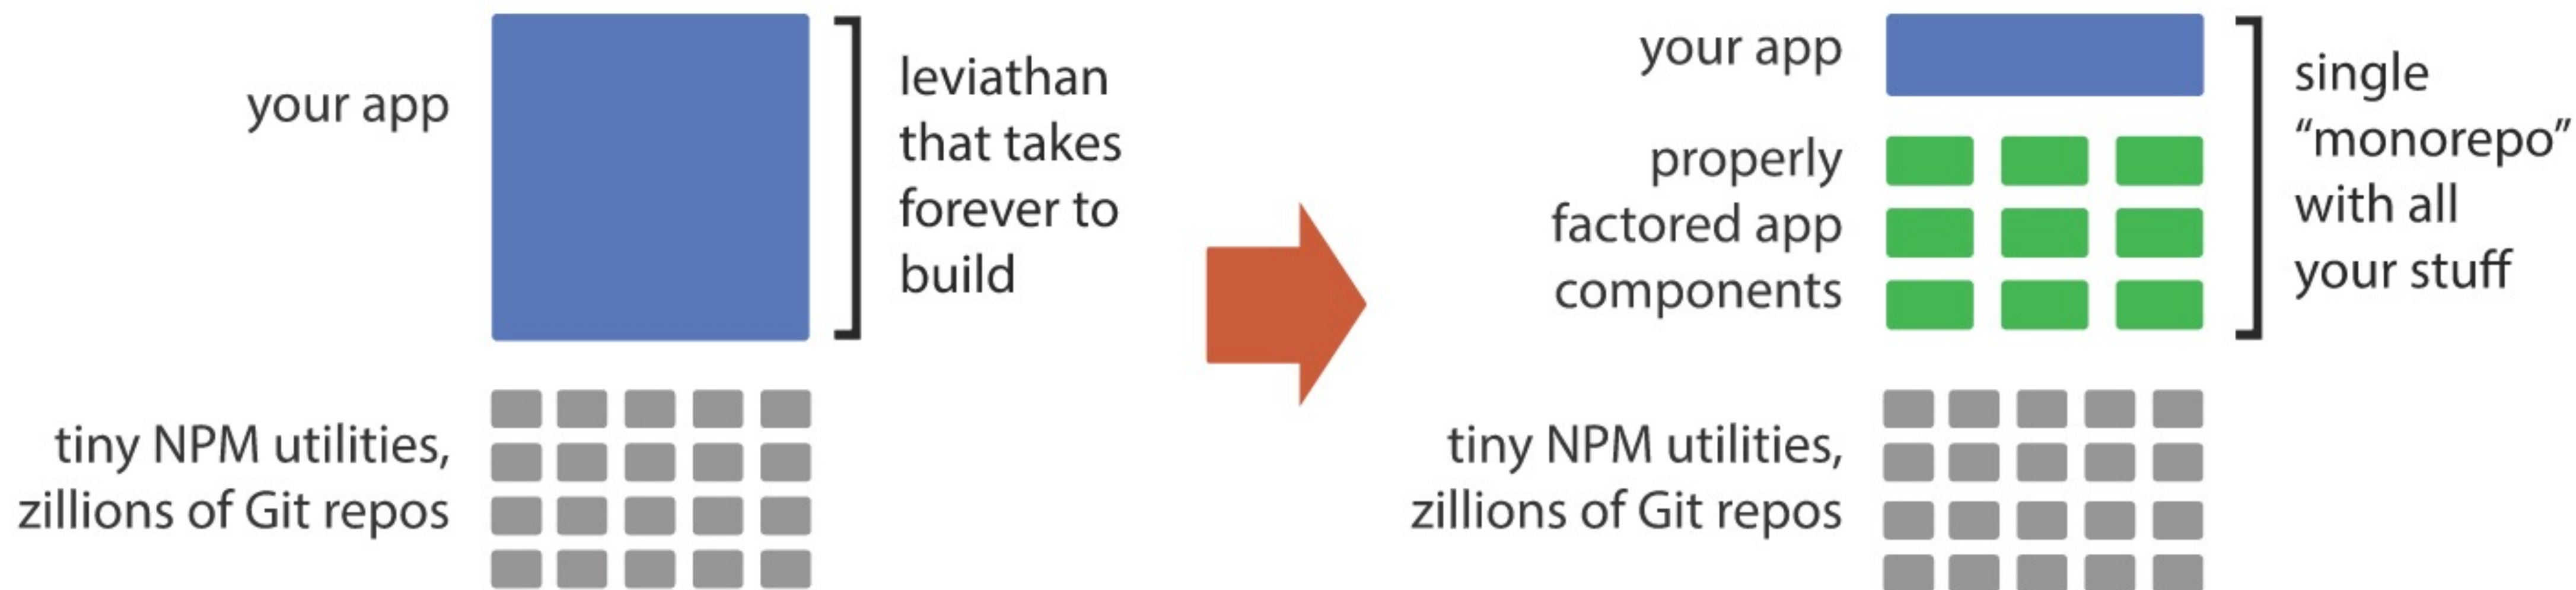 your app
leviathan
that takes
forever to
build
tiny NPM utilities,
zillions of Git repos
your app
properly
factored app
components
single
“monorepo”
with all
your stuff
tiny NPM utilities,
zillions of Git repos